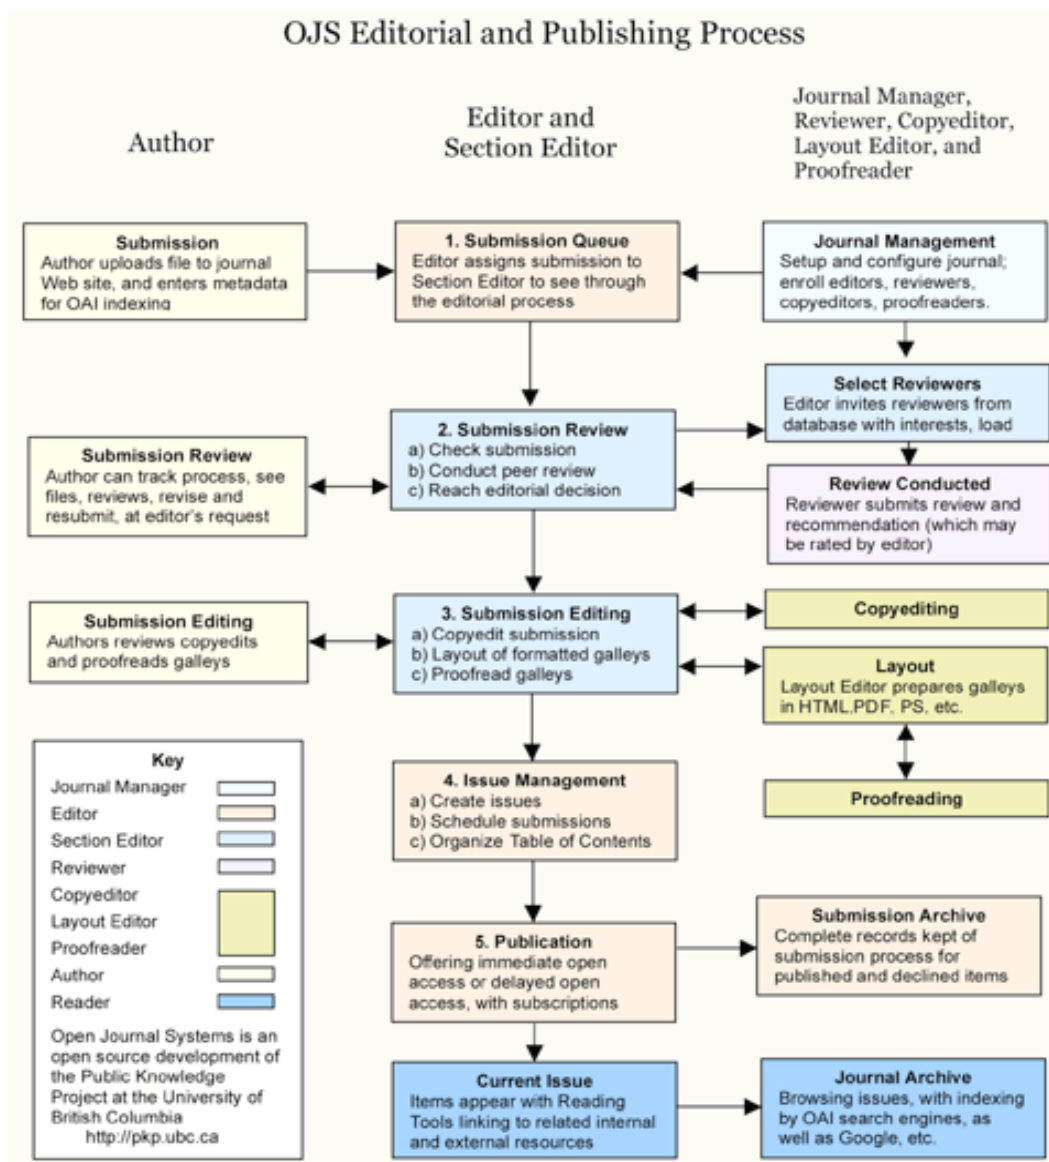 OJS Editorial and Publishing Process
Author
Editor and
Section Editor
Journal Manager,
Reviewer, Copyeditor,
Layout Editor, and
Proofreader
Submission
Author uploads file to journal
Web site, and enters metadata
for OAI indexing
1. Submission Queue
Editor assigns submission to
Section Editor to see through
the editorial process
Journal Management
Setup and configure journal;
enroll editors, reviewers,
copyeditors, proofreaders.
Select Reviewers
Editor invites reviewers from
database with interests, load
Submission Review
Author can track process, see
files, reviews, revise and
resubmit, at editor's request
2. Submission Review
a) Check submission
b) Conduct peer review
c) Reach editorial decision
Review Conducted
Reviewer submits review and
recommendation (which may
be rated by editor)
Submission Editing
Authors reviews copyedits
and proofreads galleys
3. Submission Editing
a) Copyedit submission
b) Layout of formatted galleys
c) Proofread galleys
Copyediting
Layout
Layout Editor prepares galleys
in HTML,PDF, PS, etc.
Proofreading
4. Issue Management
a) Create issues
b) Schedule submissions
c) Organize Table of Contents
5. Publication
Offering immediate open
access or delayed open
access, with subscriptions
Submission Archive
Complete records kept of
submission process for
published and declined items
Current Issue
Items appear with Reading
Tools linking to related internal
and external resources
Journal Archive
Browsing issues, with indexing
by OAI search engines, as
well as Google, etc.
Key
Journal Manager
Editor
Section Editor
Reviewer
Copyeditor
Layout Editor
Proofreader
Author
Reader
Open Journal Systems is an
open source development of
the Public Knowledge
Project at the University of
British Columbia
http://pkp.ubc.ca